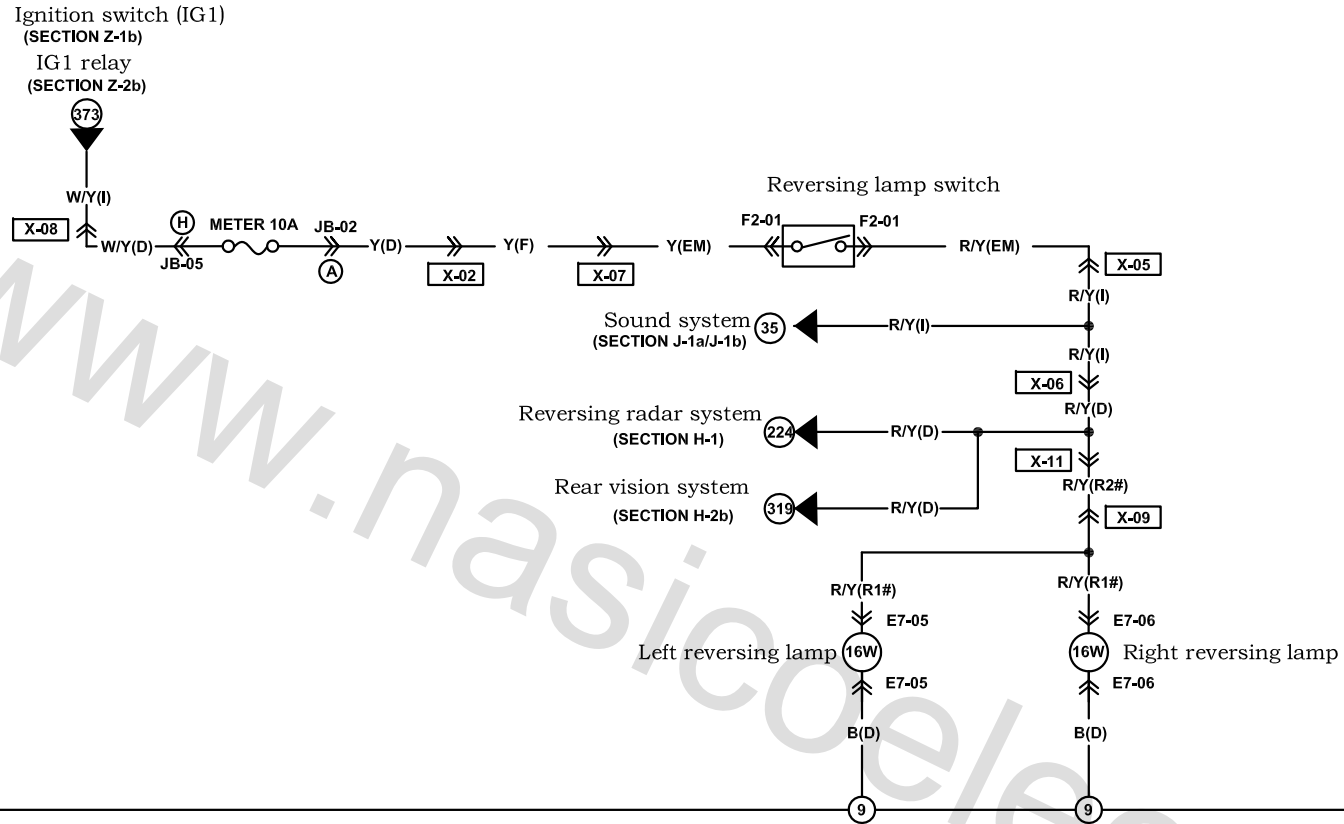 Ignition switch (IG1)
(SECTION Z-1b)
IG1 relay
(SECTION Z-2b)
373
W/Y(I)
X-08
W/Y(D)
H
JB-05
METER 10A
JB-02
A
Y(D)
X-02
Y(F)
X-07
Y(EM)
Reversing lamp switch
F2-01
F2-01
R/Y(EM)
X-05
R/Y(I)
Sound system
(SECTION J-1a/J-1b)
35
R/Y(I)
R/Y(I)
X-06
R/Y(D)
Reversing radar system
(SECTION H-1)
224
R/Y(D)
X-11
R/Y(R2#)
Rear vision system
(SECTION H-2b)
319
R/Y(D)
X-09
R/Y(R1#)
R/Y(R1#)
E7-05
E7-06
Left reversing lamp
16W
16W
Right reversing lamp
E7-05
E7-06
B(D)
B(D)
9
9
www.nasicoele